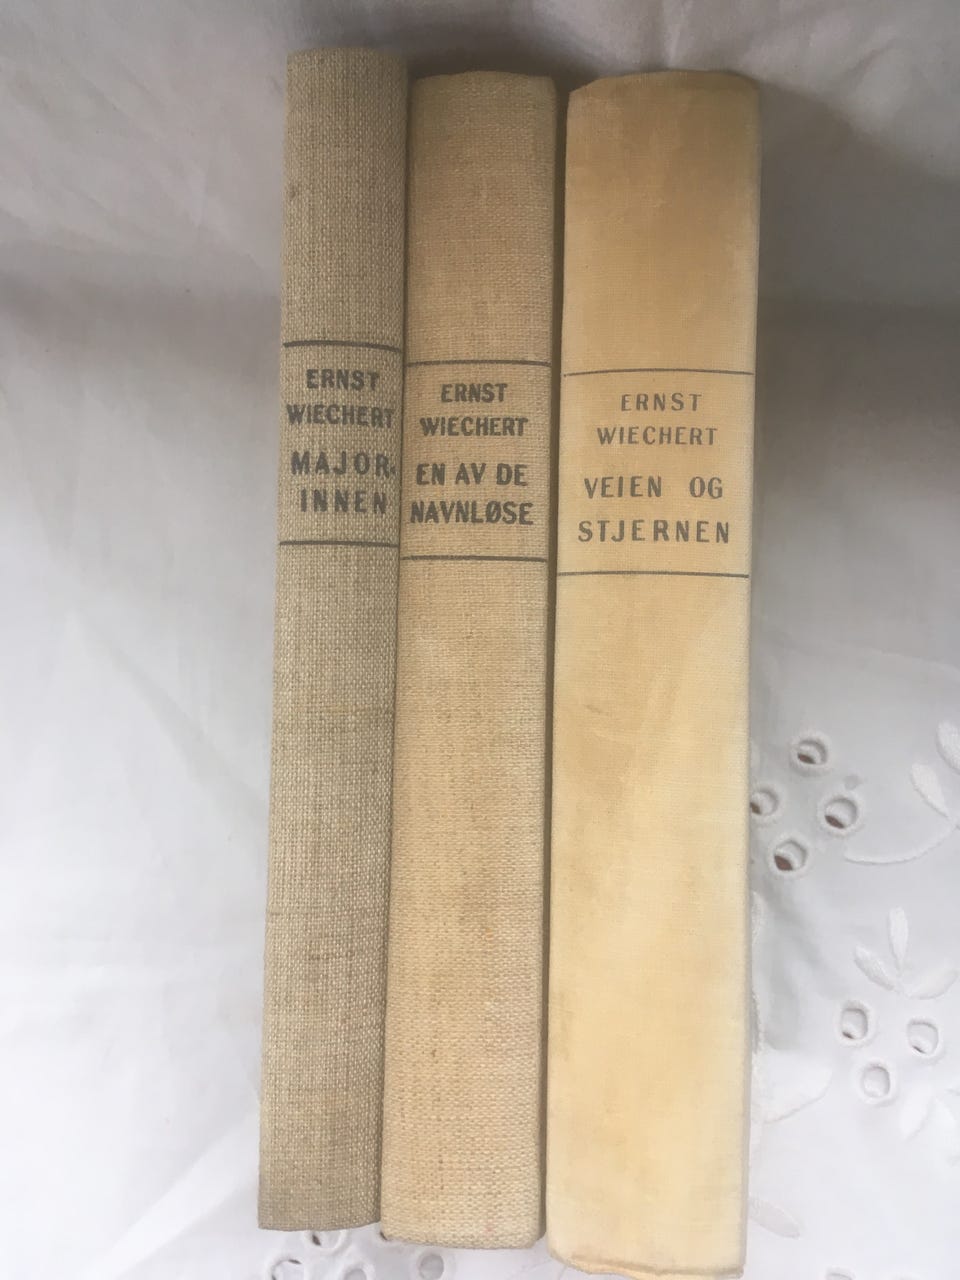 ERNST
WIECHERT
MAJOR-
INNEN
ERNST
WIECHERT
EN AV DE
NAVNLØSE
ERNST
WIECHERT
VEIEN OG
STJERNEN